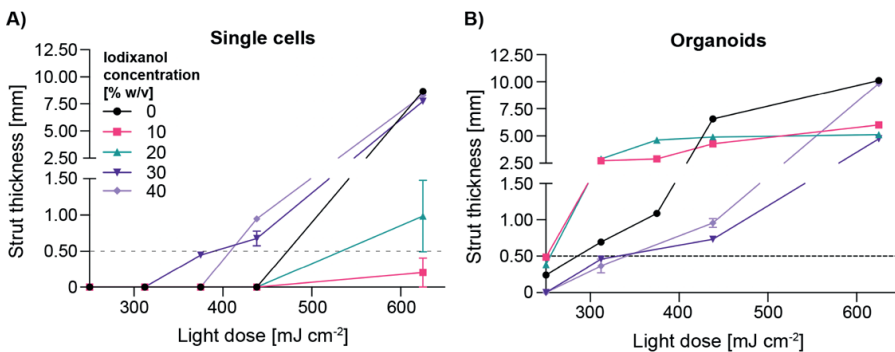 A)
Single cells
Iodixanol
concentration
[% w/v]
0
10
20
30
40
Strut thickness [mm]
12.50
10.00
7.50
5.00
2.50
1.50
1.00
0.50
0
300
400
500
600
Light dose [mJ cm⁻²]
B)
Organoids
Strut thickness [mm]
12.50
10.00
7.50
5.00
2.50
1.50
1.00
0.50
0
300
400
500
600
Light dose [mJ cm⁻²]